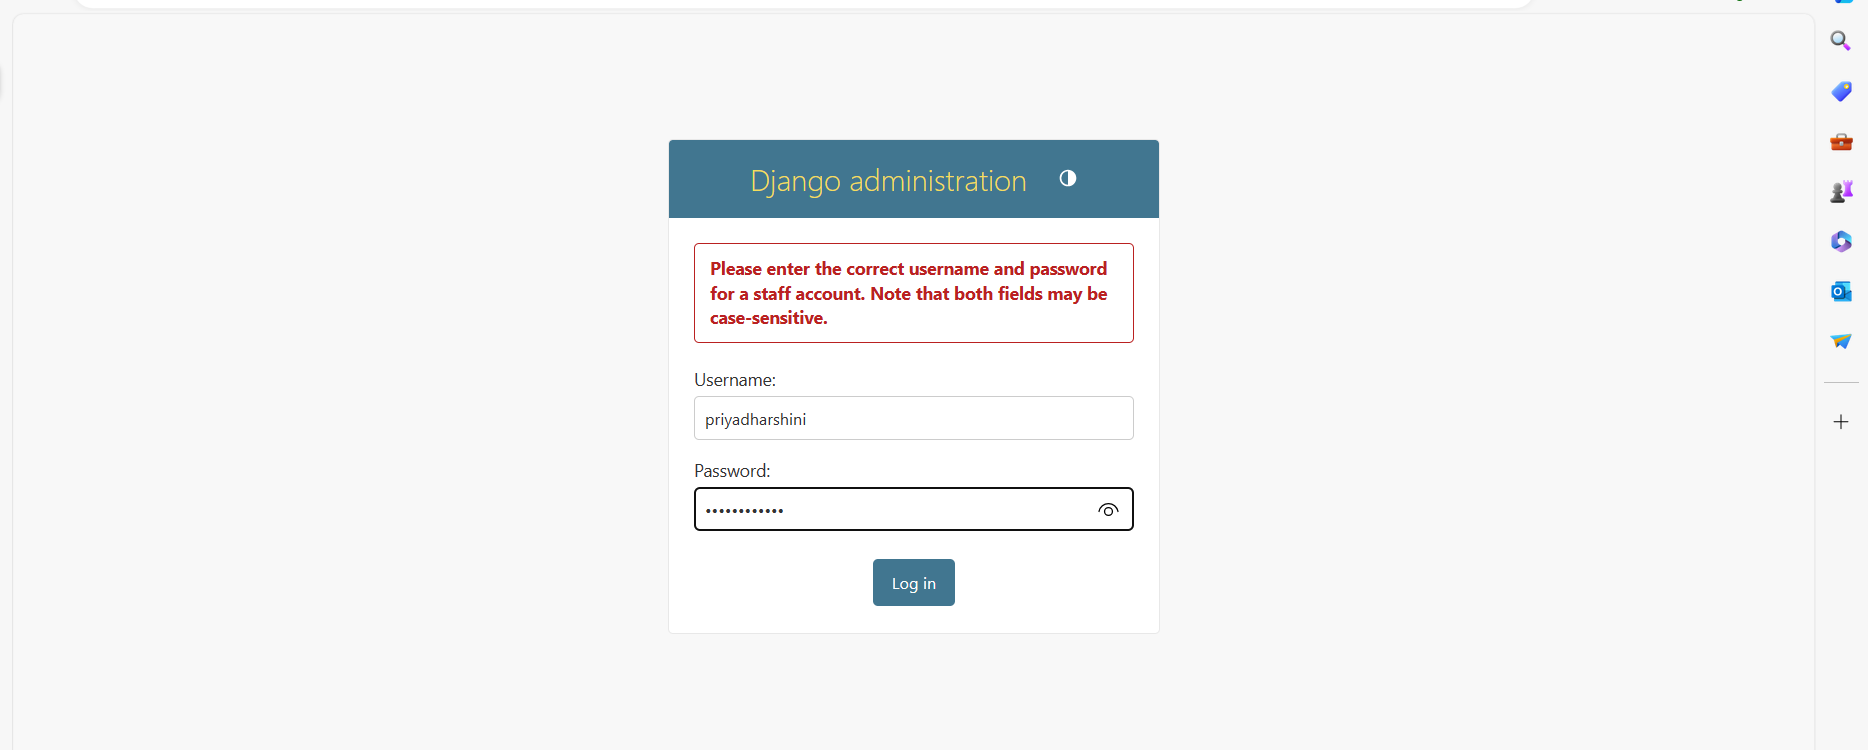 Django administration
Please enter the correct username and password
for a staff account. Note that both fields may be
case-sensitive.
Username:
priyadharshini
Password:
••••••••••••
Log in